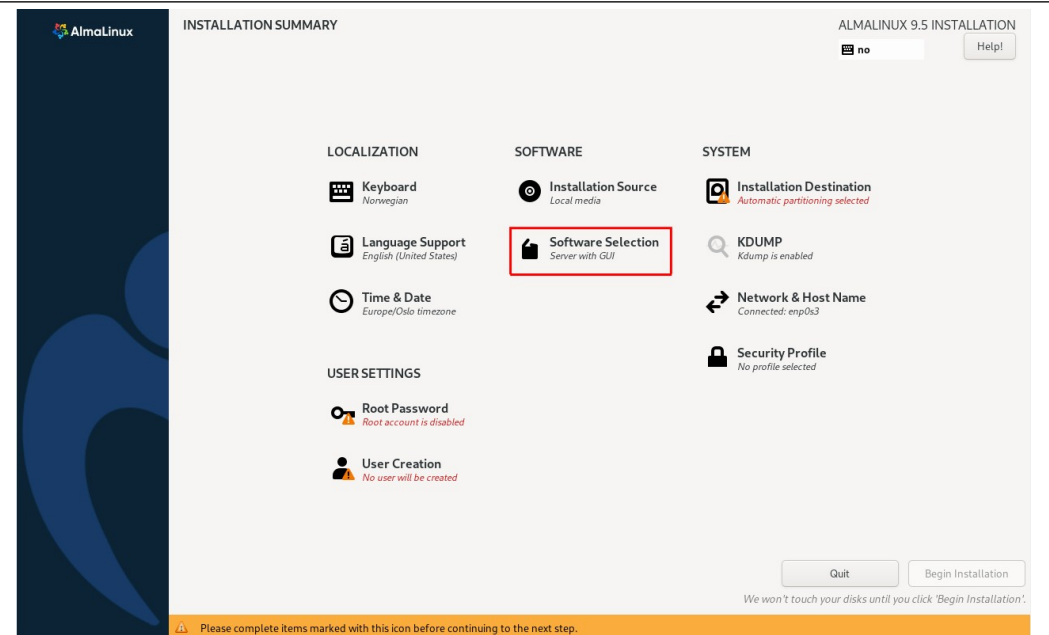 AlmaLinux
INSTALLATION SUMMARY
ALMALINUX 9.5 INSTALLATION
no
Help!
LOCALIZATION
Keyboard
Norwegian
Language Support
English (United States)
Time & Date
Europe/Oslo timezone
SOFTWARE
Installation Source
Local media
Software Selection
Server with GUI
SYSTEM
Installation Destination
Automatic partitioning selected
KDUMP
Kdump is enabled
Network & Host Name
Connected: enp0s3
Security Profile
No profile selected
USER SETTINGS
Root Password
Root account is disabled
User Creation
No user will be created
Quit
Begin Installation
We won't touch your disks until you click 'Begin Installation'.
Please complete items marked with this icon before continuing to the next step.